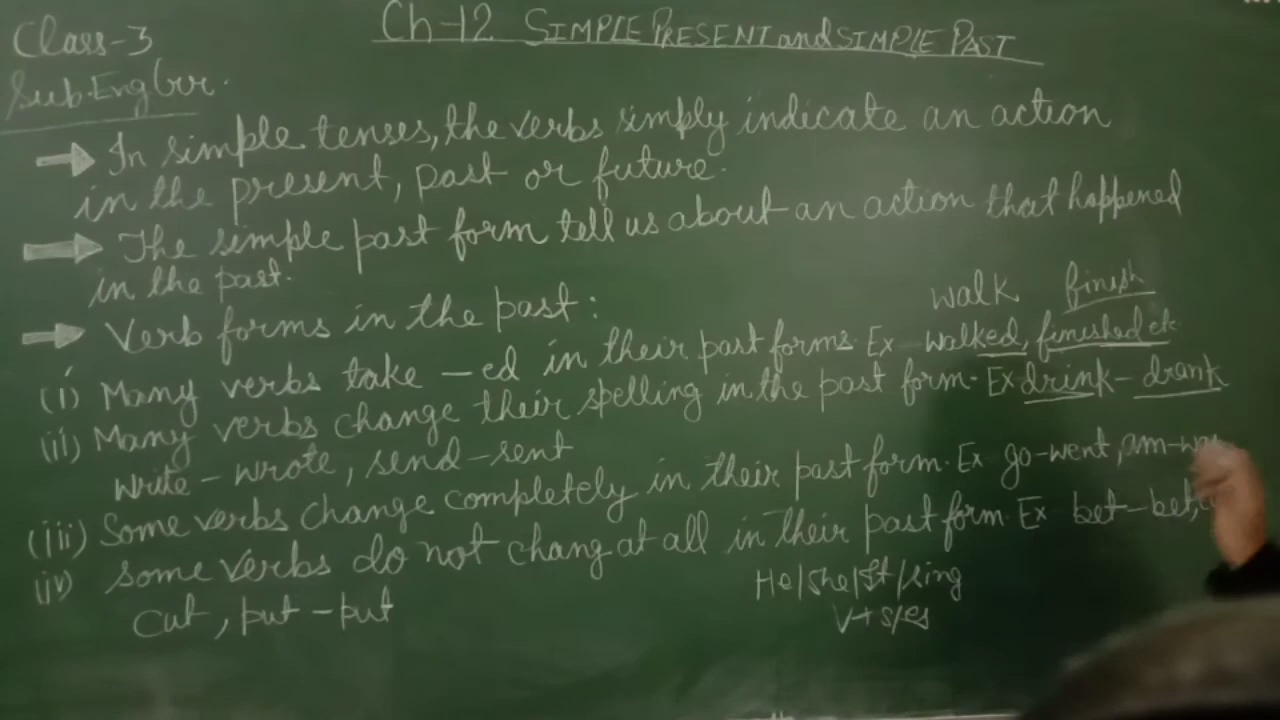 Class-3
Sub. Eng Gr.
Ch-12 SIMPLE PRESENT and SIMPLE PAST
In simple tenses, the verbs simply indicate an action
in the present, past or future.
The simple past form tell us about an action that happened
in the past.
Verb forms in the past:
walk finish
(i) Many verbs take -ed in their past forms. Ex walked, finished etc
(ii) Many verbs change their spelling in the past form. Ex drink - drank
write - wrote, send - sent
(iii) Some verbs change completely in their past form. Ex go-went, am-
(iv) some verbs do not chang at all in their past form. Ex bet-bet,
cut, put - put
He/She/It/Sing
V+s/es